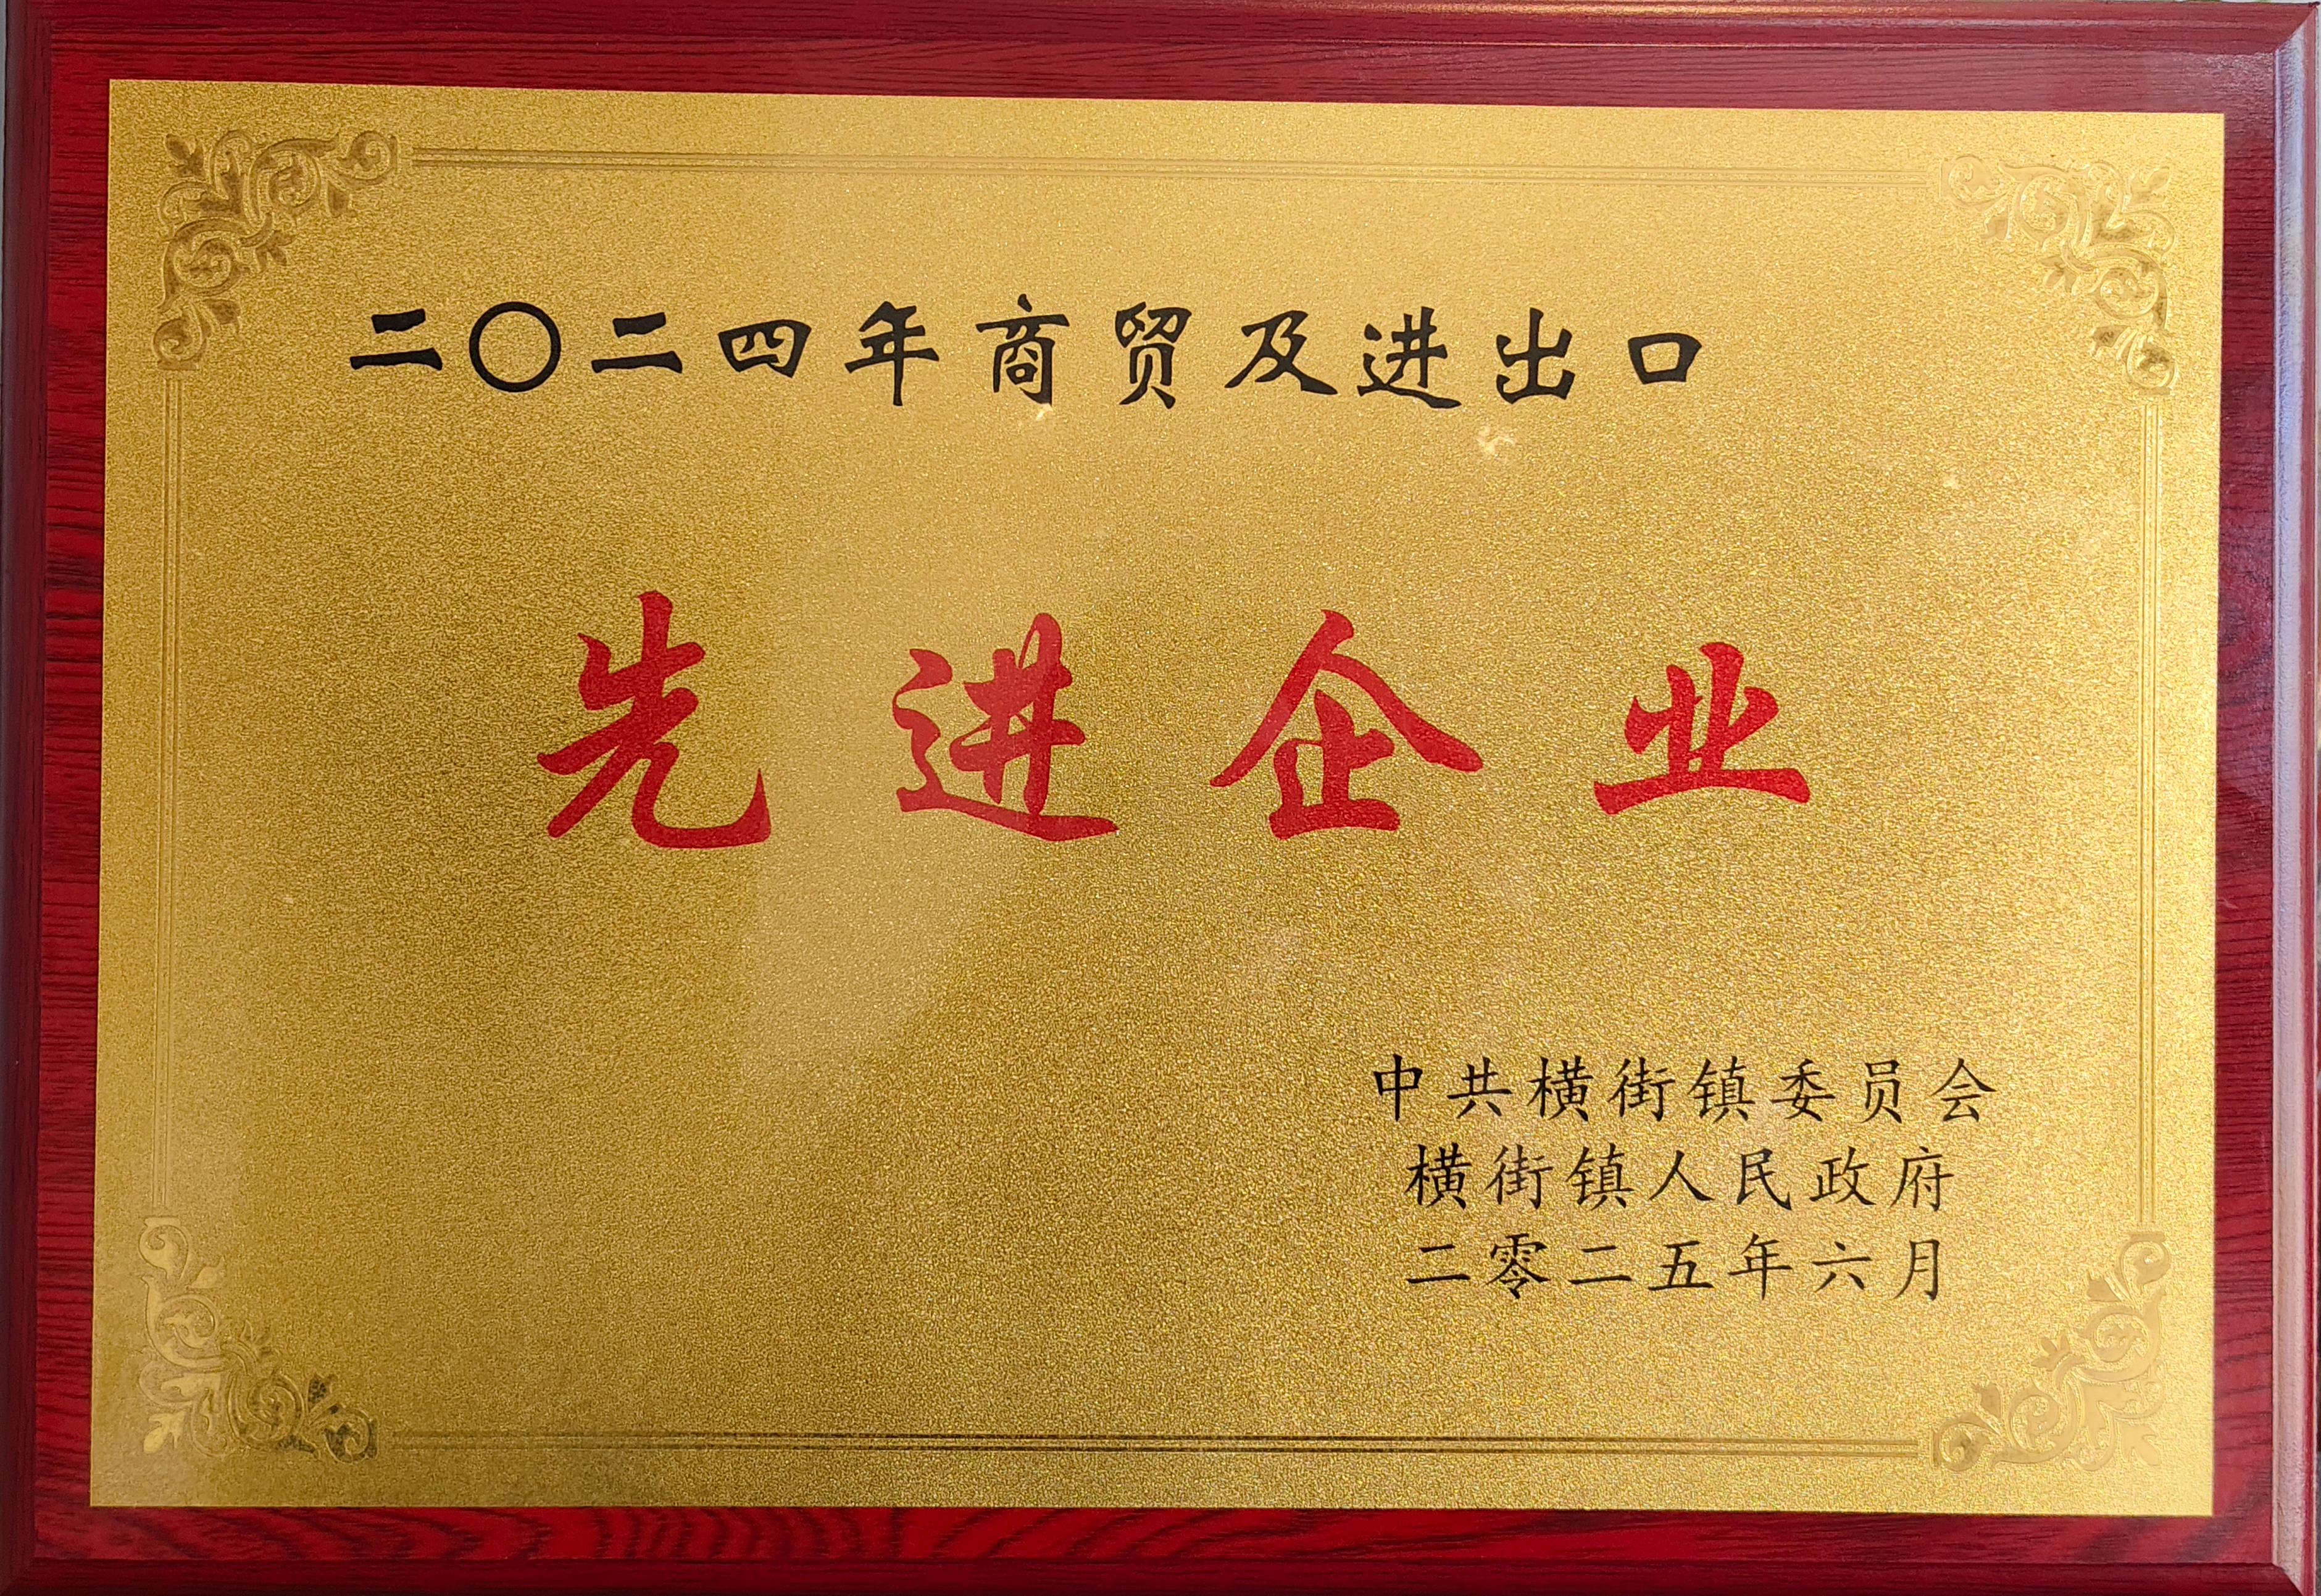 二〇二四年商贸及进出口
先进企业
中共横街镇委员会
横街镇人民政府
二零二五年六月